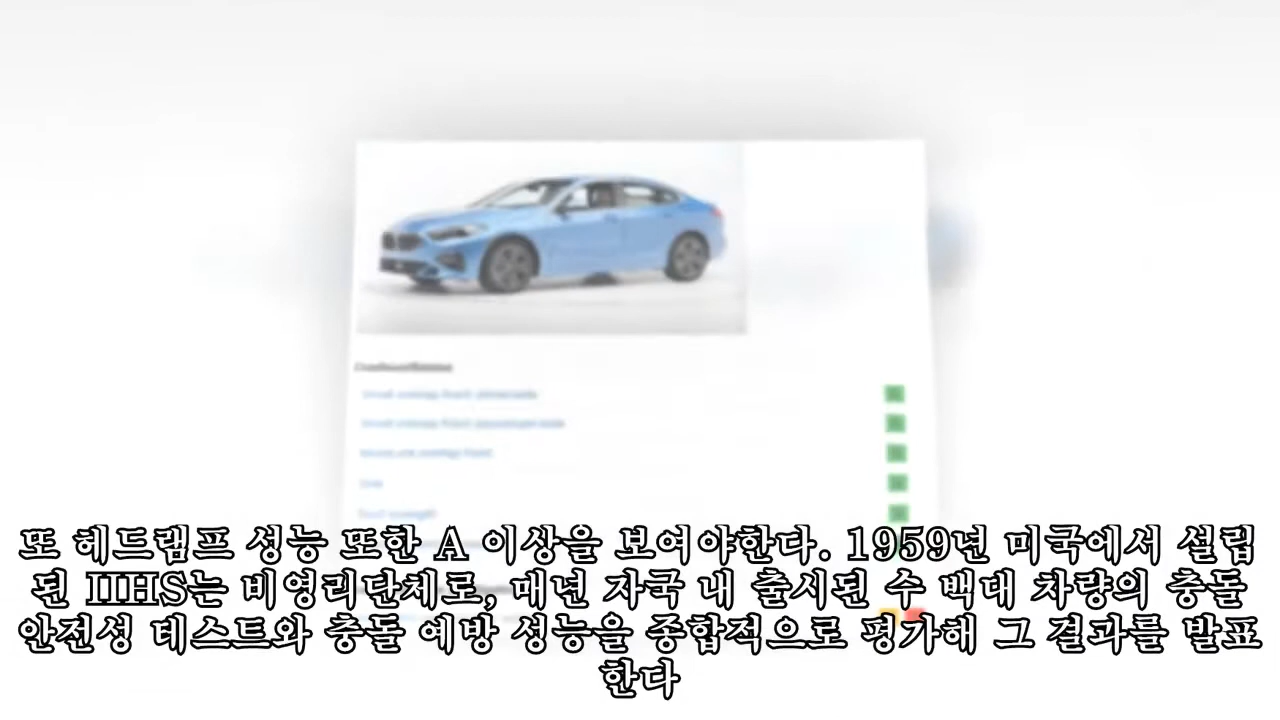 또 헤드램프 성능 또한 A 이상을 보여야한다. 1959년 미국에서 설립
된 IIHS는 비영리단체로, 매년 자국 내 출시된 수 백대 차량의 충돌
안전성 테스트와 충돌 예방 성능을 종합적으로 평가해 그 결과를 발표
한다